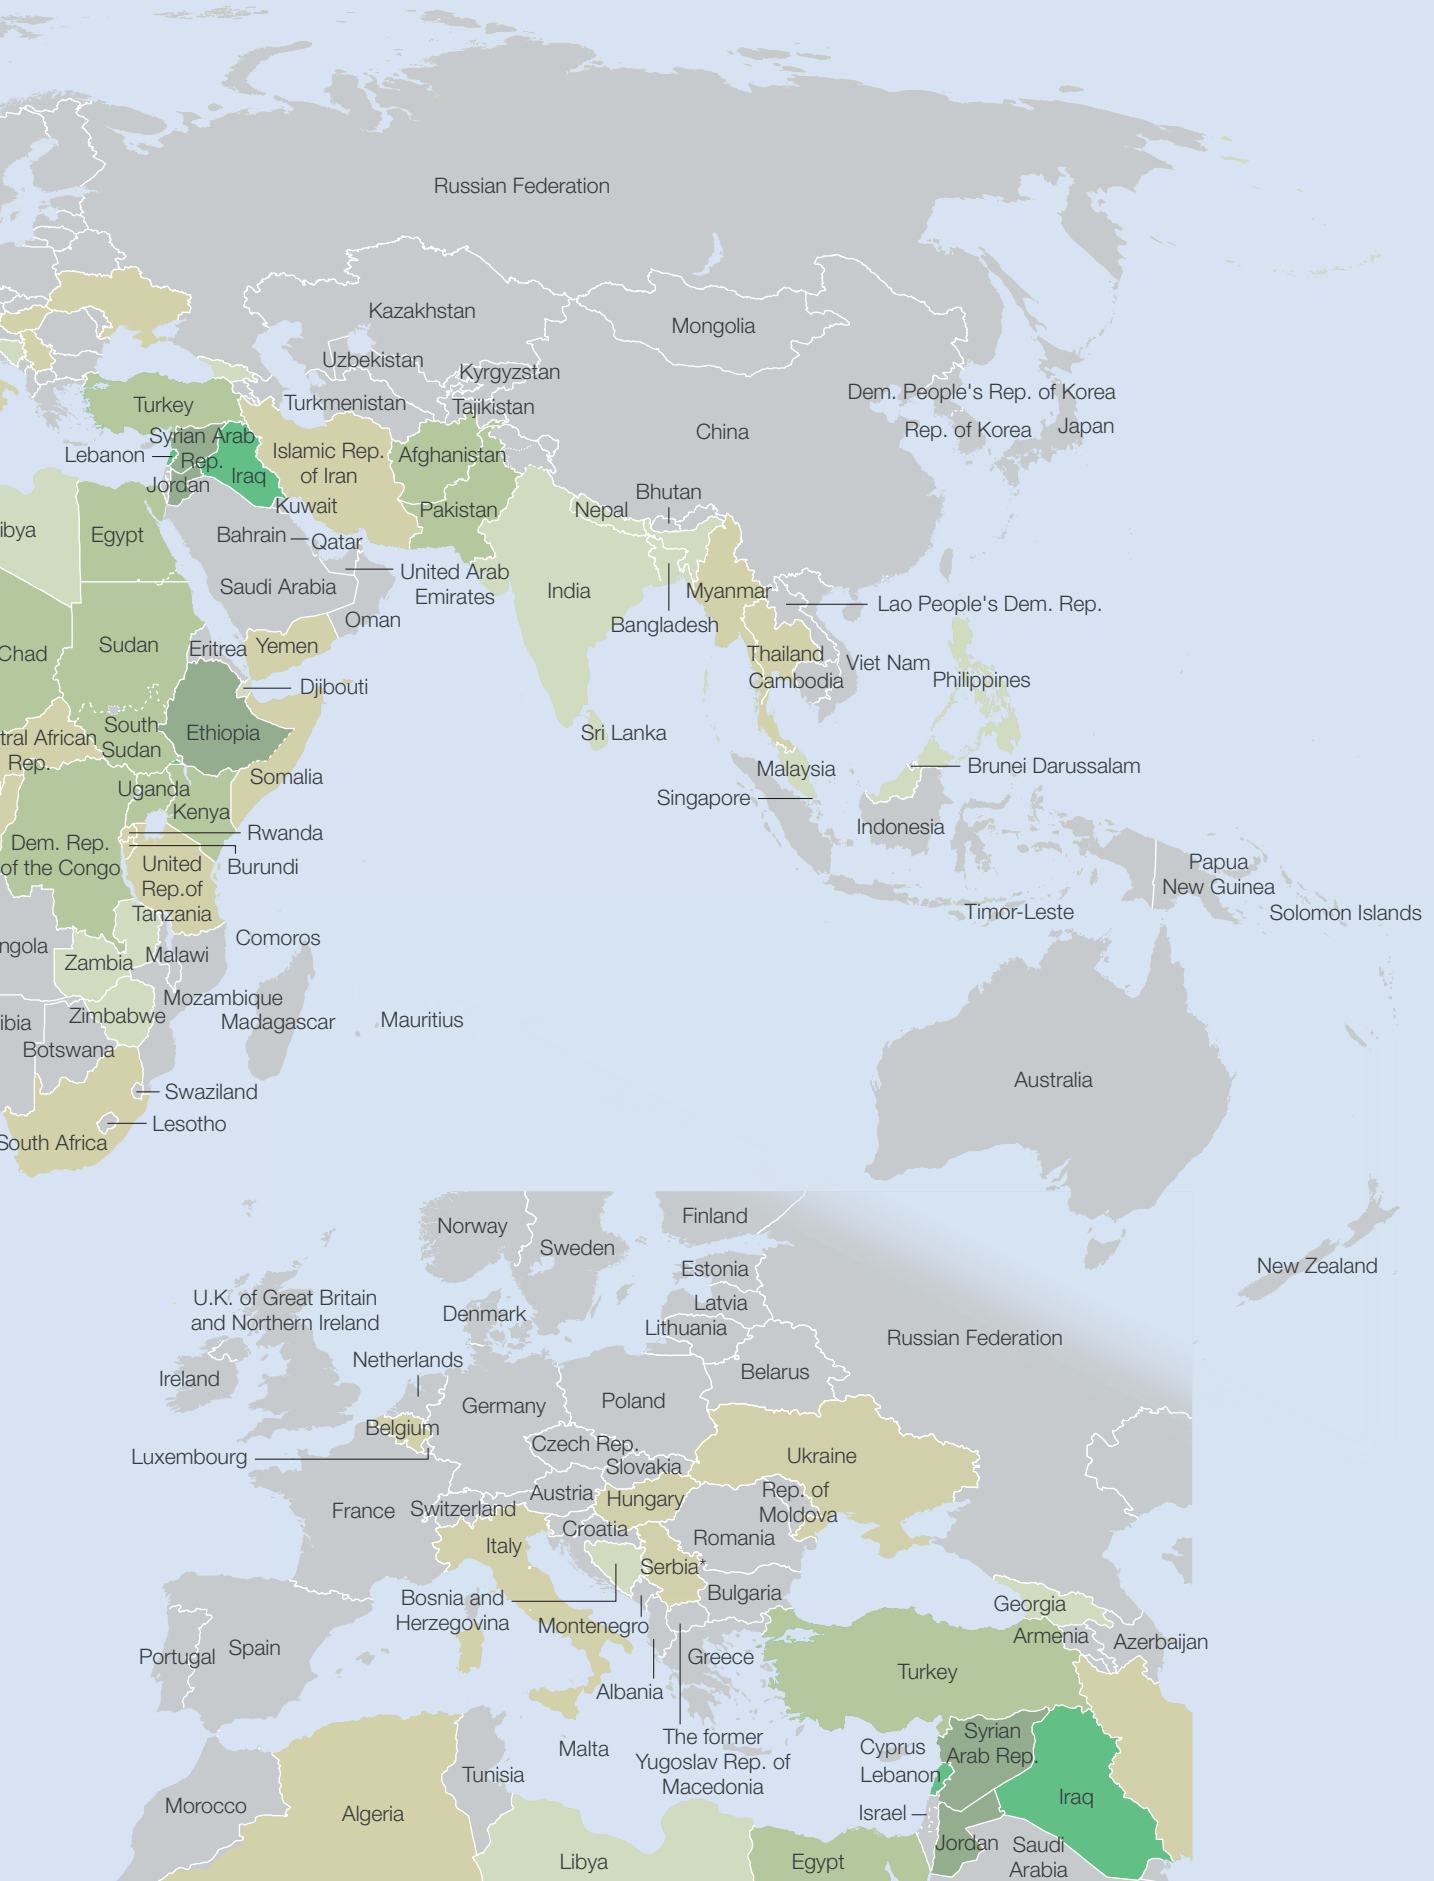 Russian Federation
Kazakhstan
Mongolia
Uzbekistan
Kyrgyzstan
Dem. People's Rep. of Korea
Turkey
Turkmenistan
Tajikistan
China
Rep. of Korea
Japan
Syrian Arab
Rep.
Lebanon
Iraq
Islamic Rep.
of Iran
Afghanistan
Jordan
Kuwait
Pakistan
Nepal
Bhutan
ibya
Egypt
Bahrain
Qatar
Saudi Arabia
United Arab
Emirates
India
Myanmar
Lao People's Dem. Rep.
Oman
Bangladesh
Chad
Sudan
Eritrea
Yemen
Thailand
Viet Nam
Cambodia
Philippines
Djibouti
South
Sudan
Ethiopia
Sri Lanka
tral African
Rep.
Somalia
Malaysia
Brunei Darussalam
Uganda
Kenya
Singapore
Indonesia
Rwanda
Dem. Rep.
of the Congo
Burundi
United
Rep.of
Tanzania
Papua
New Guinea
Timor-Leste
Solomon Islands
ngola
Comoros
Zambia
Malawi
Mozambique
Zimbabwe
Madagascar
Mauritius
ibia
Botswana
Australia
Swaziland
Lesotho
South Africa
New Zealand
Norway
Finland
Sweden
Estonia
U.K. of Great Britain
and Northern Ireland
Denmark
Latvia
Lithuania
Russian Federation
Netherlands
Ireland
Belarus
Germany
Poland
Belgium
Luxembourg
Czech Rep.
Slovakia
Ukraine
Austria
Hungary
Rep. of
Moldova
France
Switzerland
Croatia
Romania
Italy
Serbia*
Bosnia and
Herzegovina
Bulgaria
Montenegro
Georgia
Armenia
Azerbaijan
Portugal
Spain
Greece
Turkey
Albania
The former
Yugoslav Rep. of
Macedonia
Malta
Tunisia
Cyprus
Syrian
Arab Rep.
Lebanon
Morocco
Algeria
Israel
Iraq
Jordan
Saudi
Arabia
Libya
Egypt